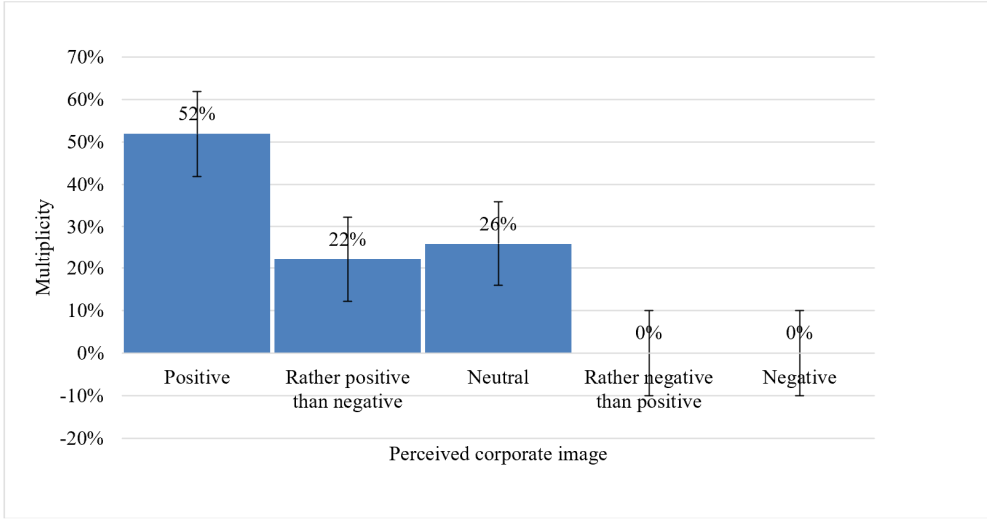 70%
60%
50%
40%
30%
20%
10%
0%
-10%
-20%
Multiplicity
52%
22%
26%
0%
0%
Positive
Rather positive
than negative
Neutral
Rather negative
than positive
Negative
Perceived corporate image